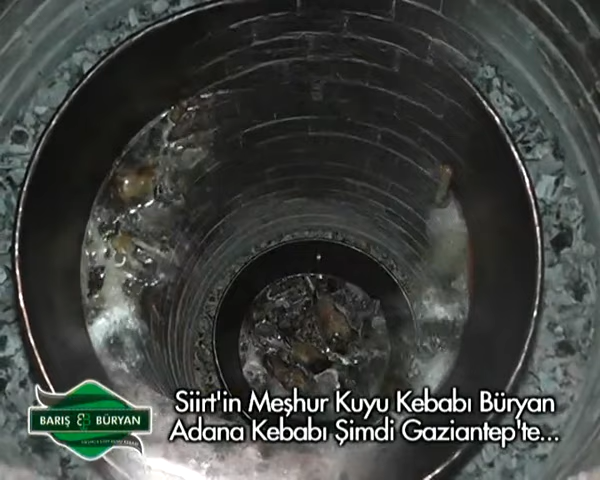 Siirt'in Meşhur Kuyu Kebabı Büryan
Adana Kebabı Şimdi Gaziantep'te...
BARIŞ & BÜRYAN